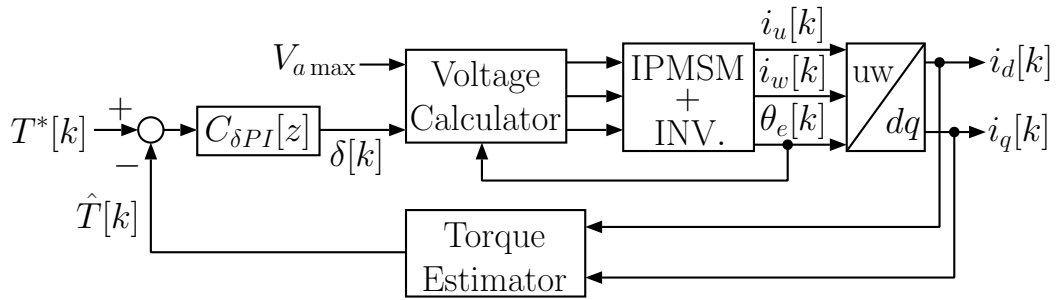 V_{a max}
Voltage
Calculator
IPMSM
+
INV.
i_u[k]
i_w[k]
θ_e[k]
uw
dq
i_d[k]
i_q[k]
T*[k]
+
−
C_{δPI}[z]
δ[k]
T̂[k]
Torque
Estimator